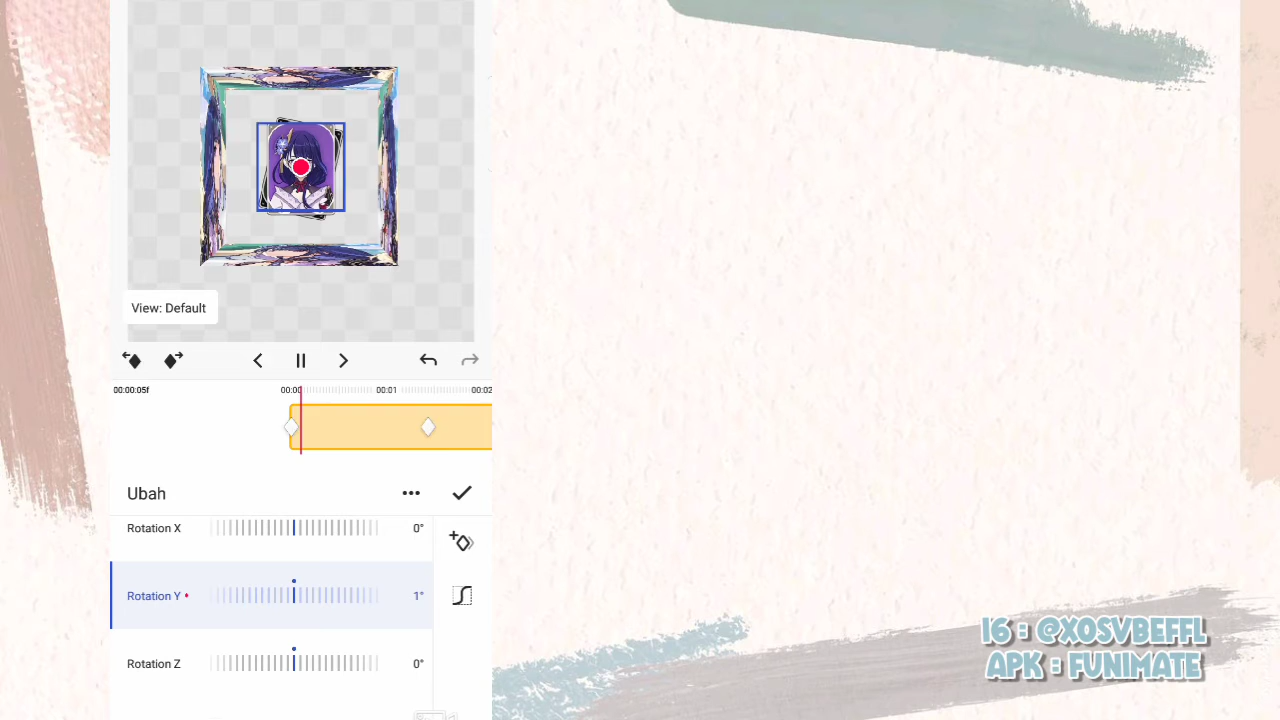 View: Default
00:00:05f
00:00
00:01
00:02
Ubah
Rotation X
0°
Rotation Y
1°
Rotation Z
0°
IG : @XOSVBEFFL
APK : FUNIMATE